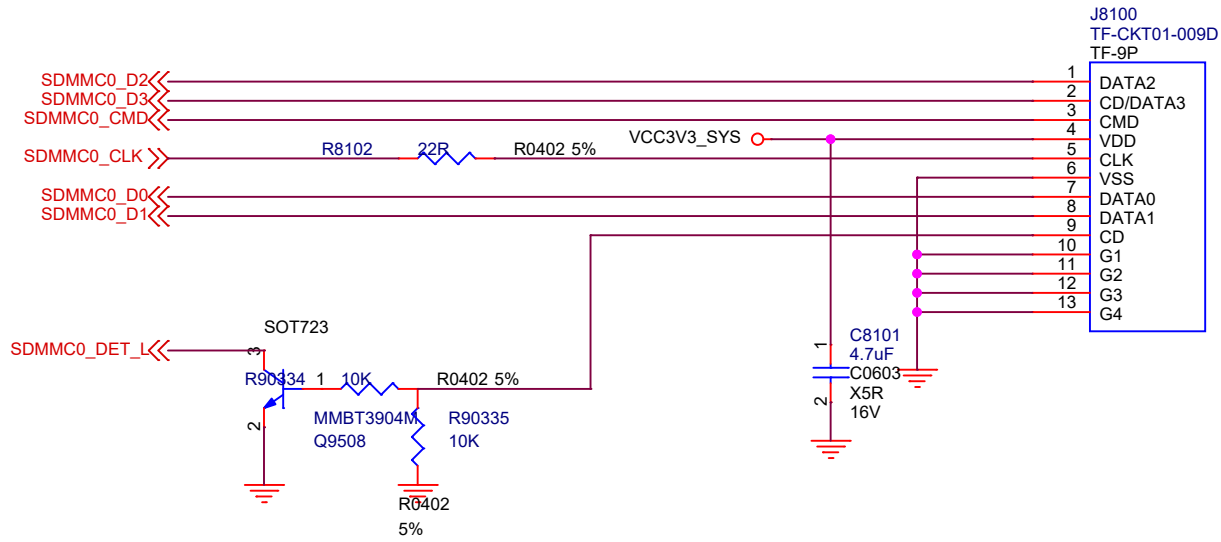 J8100
TF-CKT01-009D
TF-9P
SDMMC0_D2 1 DATA2
SDMMC0_D3 2 CD/DATA3
SDMMC0_CMD 3 CMD
VCC3V3_SYS 4 VDD
SDMMC0_CLK R8102 22R R0402 5% 5 CLK
6 VSS
SDMMC0_D0 7 DATA0
SDMMC0_D1 8 DATA1
9 CD
10 G1
11 G2
12 G3
13 G4
SOT723
SDMMC0_DET_L 3
R90334 1 10K R0402 5%
2
MMBT3904M
Q9508
R90335
10K
R0402
5%
1
C8101
4.7uF
C0603
X5R
16V
2